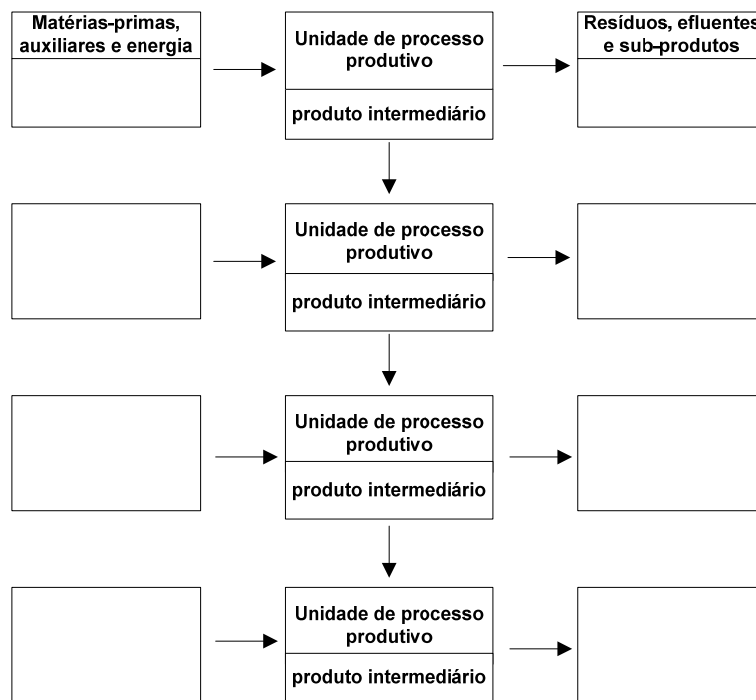 Matérias-primas,
auxiliares e energia
Unidade de processo
produtivo
produto intermediário
Resíduos, efluentes
e sub-produtos
Unidade de processo
produtivo
produto intermediário
Unidade de processo
produtivo
produto intermediário
Unidade de processo
produtivo
produto intermediário